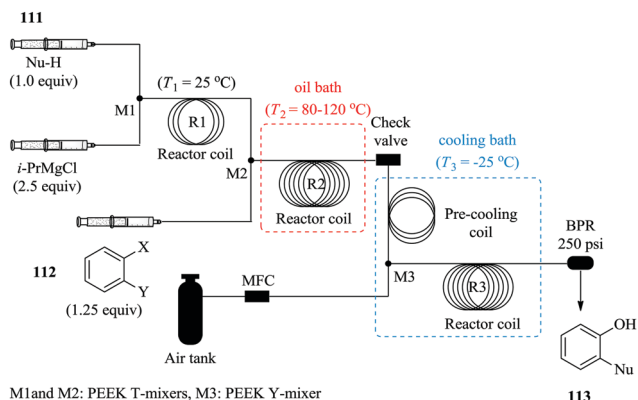 111
Nu-H
(1.0 equiv)
M1
(T1 = 25 °C)
R1
Reactor coil
i-PrMgCl
(2.5 equiv)
M2
oil bath
(T2 = 80-120 °C)
R2
Reactor coil
Check
valve
cooling bath
(T3 = -25 °C)
Pre-cooling
coil
BPR
250 psi
112
X
Y
(1.25 equiv)
MFC
Air tank
M3
R3
Reactor coil
OH
Nu
113
M1and M2: PEEK T-mixers, M3: PEEK Y-mixer